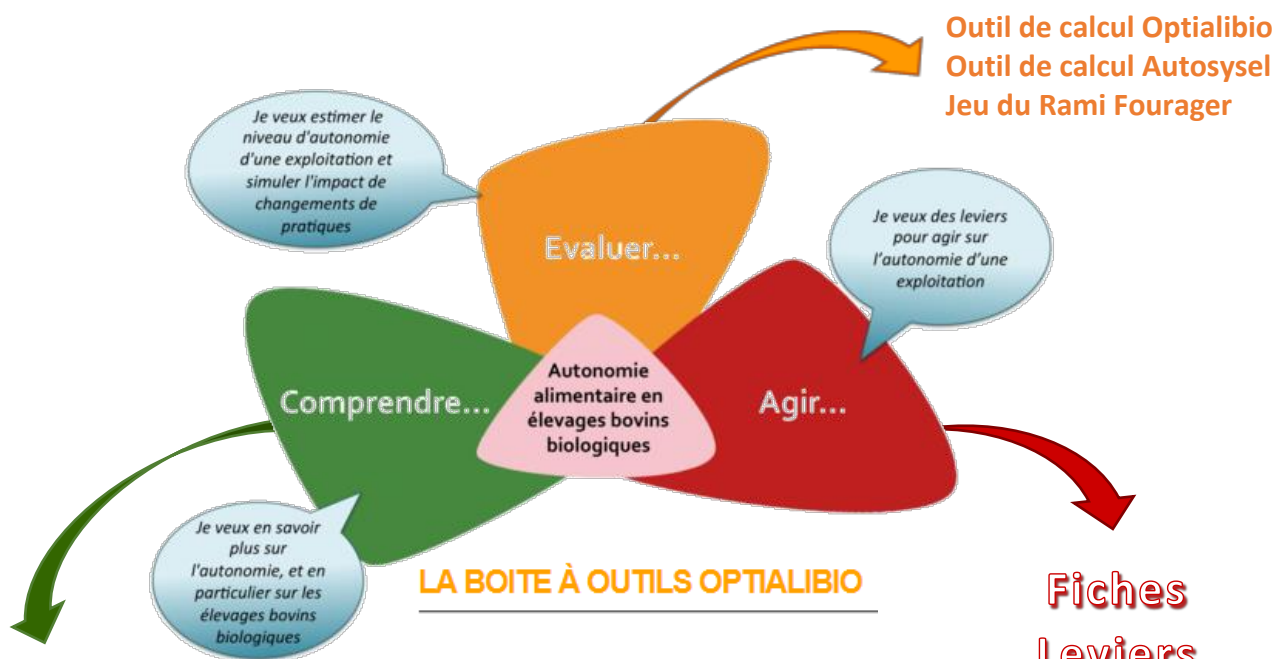 Outil de calcul Optialibio
Outil de calcul Autosysel
Jeu du Rami Fourager
Je veux estimer le
niveau d'autonomie
d'une exploitation et
simuler l'impact de
changements de
pratiques
Evaluer...
Je veux des leviers
pour agir sur
l'autonomie d'une
exploitation
Comprendre...
Autonomie
alimentaire en
élevages bovins
biologiques
Agir...
Je veux en savoir
plus sur
l'autonomie, et en
particulier sur les
élevages bovins
biologiques
LA BOITE À OUTILS OPTIALIBIO
Fiches
Leviers